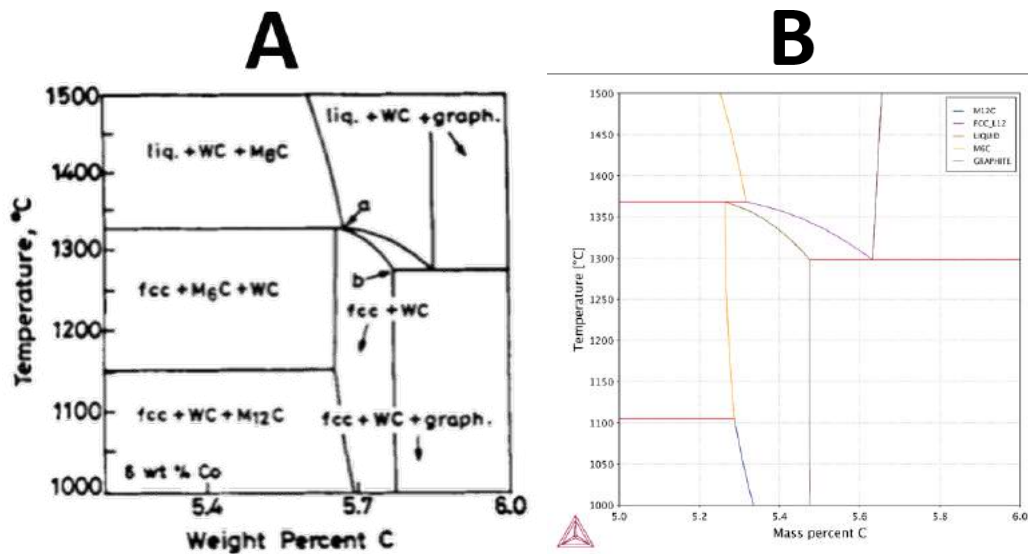 A
B
1500
1400
1300
1200
1100
1000
Temperature, °C
liq. + WC + graph.
liq. + WC + M6C
a
b
fcc + M6C + WC
fcc + WC
fcc + WC + M12C
fcc + WC + graph.
6 wt % Co
5.4
5.7
6.0
Weight Percent C
1500
1450
1400
1350
1300
1250
1200
1150
1100
1050
1000
Temperature [°C]
M12C
FCC_L12
LIQUID
M6C
GRAPHITE
5.0
5.2
5.4
5.6
5.8
6.0
Mass percent C